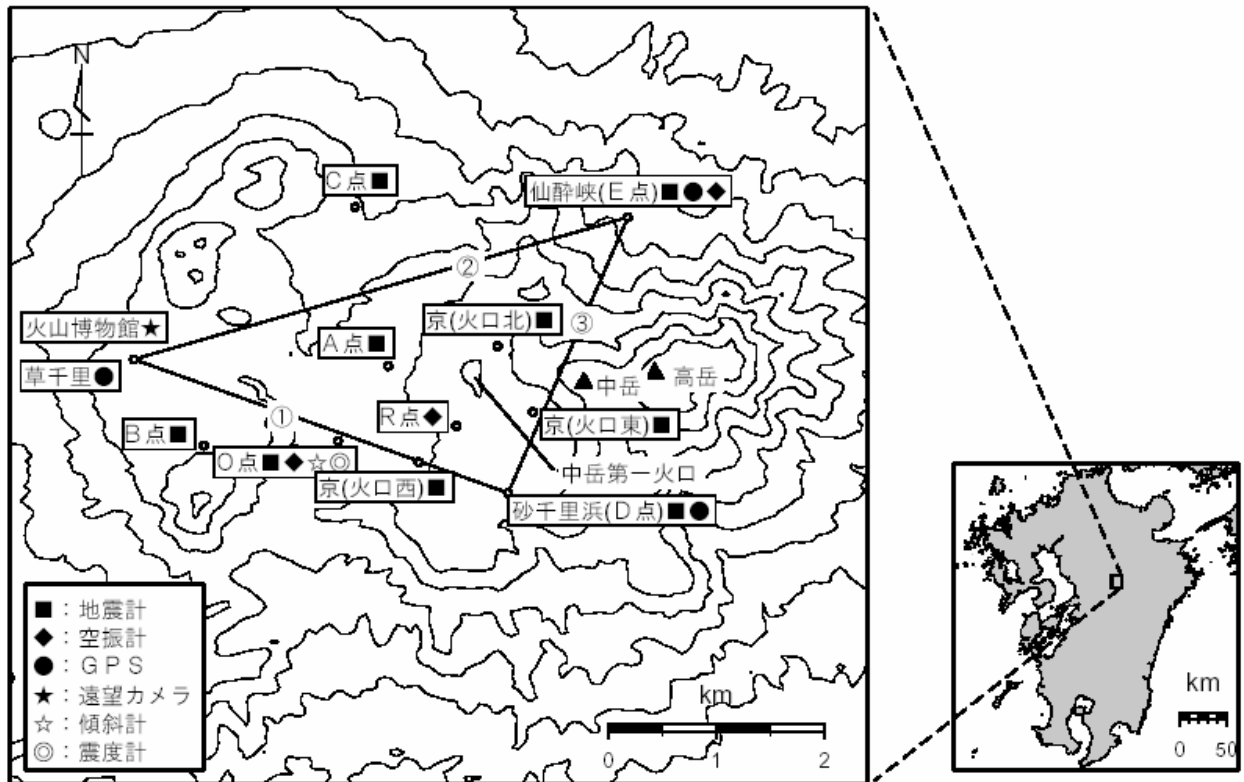 N
C点■
仙酔峡(E点)■●◆
②
京(火口北)■
③
火山博物館★
A点■
草千里●
▲中岳
▲高岳
①
R点◆
B点■
京(火口東)■
O点■◆☆◎
中岳第一火口
京(火口西)■
砂千里浜(D点)■●
■：地震計
◆：空振計
●：GPS
★：遠望カメラ
☆：傾斜計
◎：震度計
km
0 1 2
km
0 50